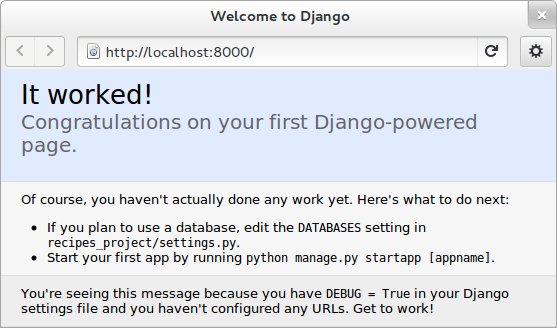 Welcome to Django
http://localhost:8000/
It worked!
Congratulations on your first Django-powered
page.
Of course, you haven't actually done any work yet. Here's what to do next:
• If you plan to use a database, edit the DATABASES setting in
recipes_project/settings.py.
• Start your first app by running python manage.py startapp [appname].
You're seeing this message because you have DEBUG = True in your Django
settings file and you haven't configured any URLs. Get to work!